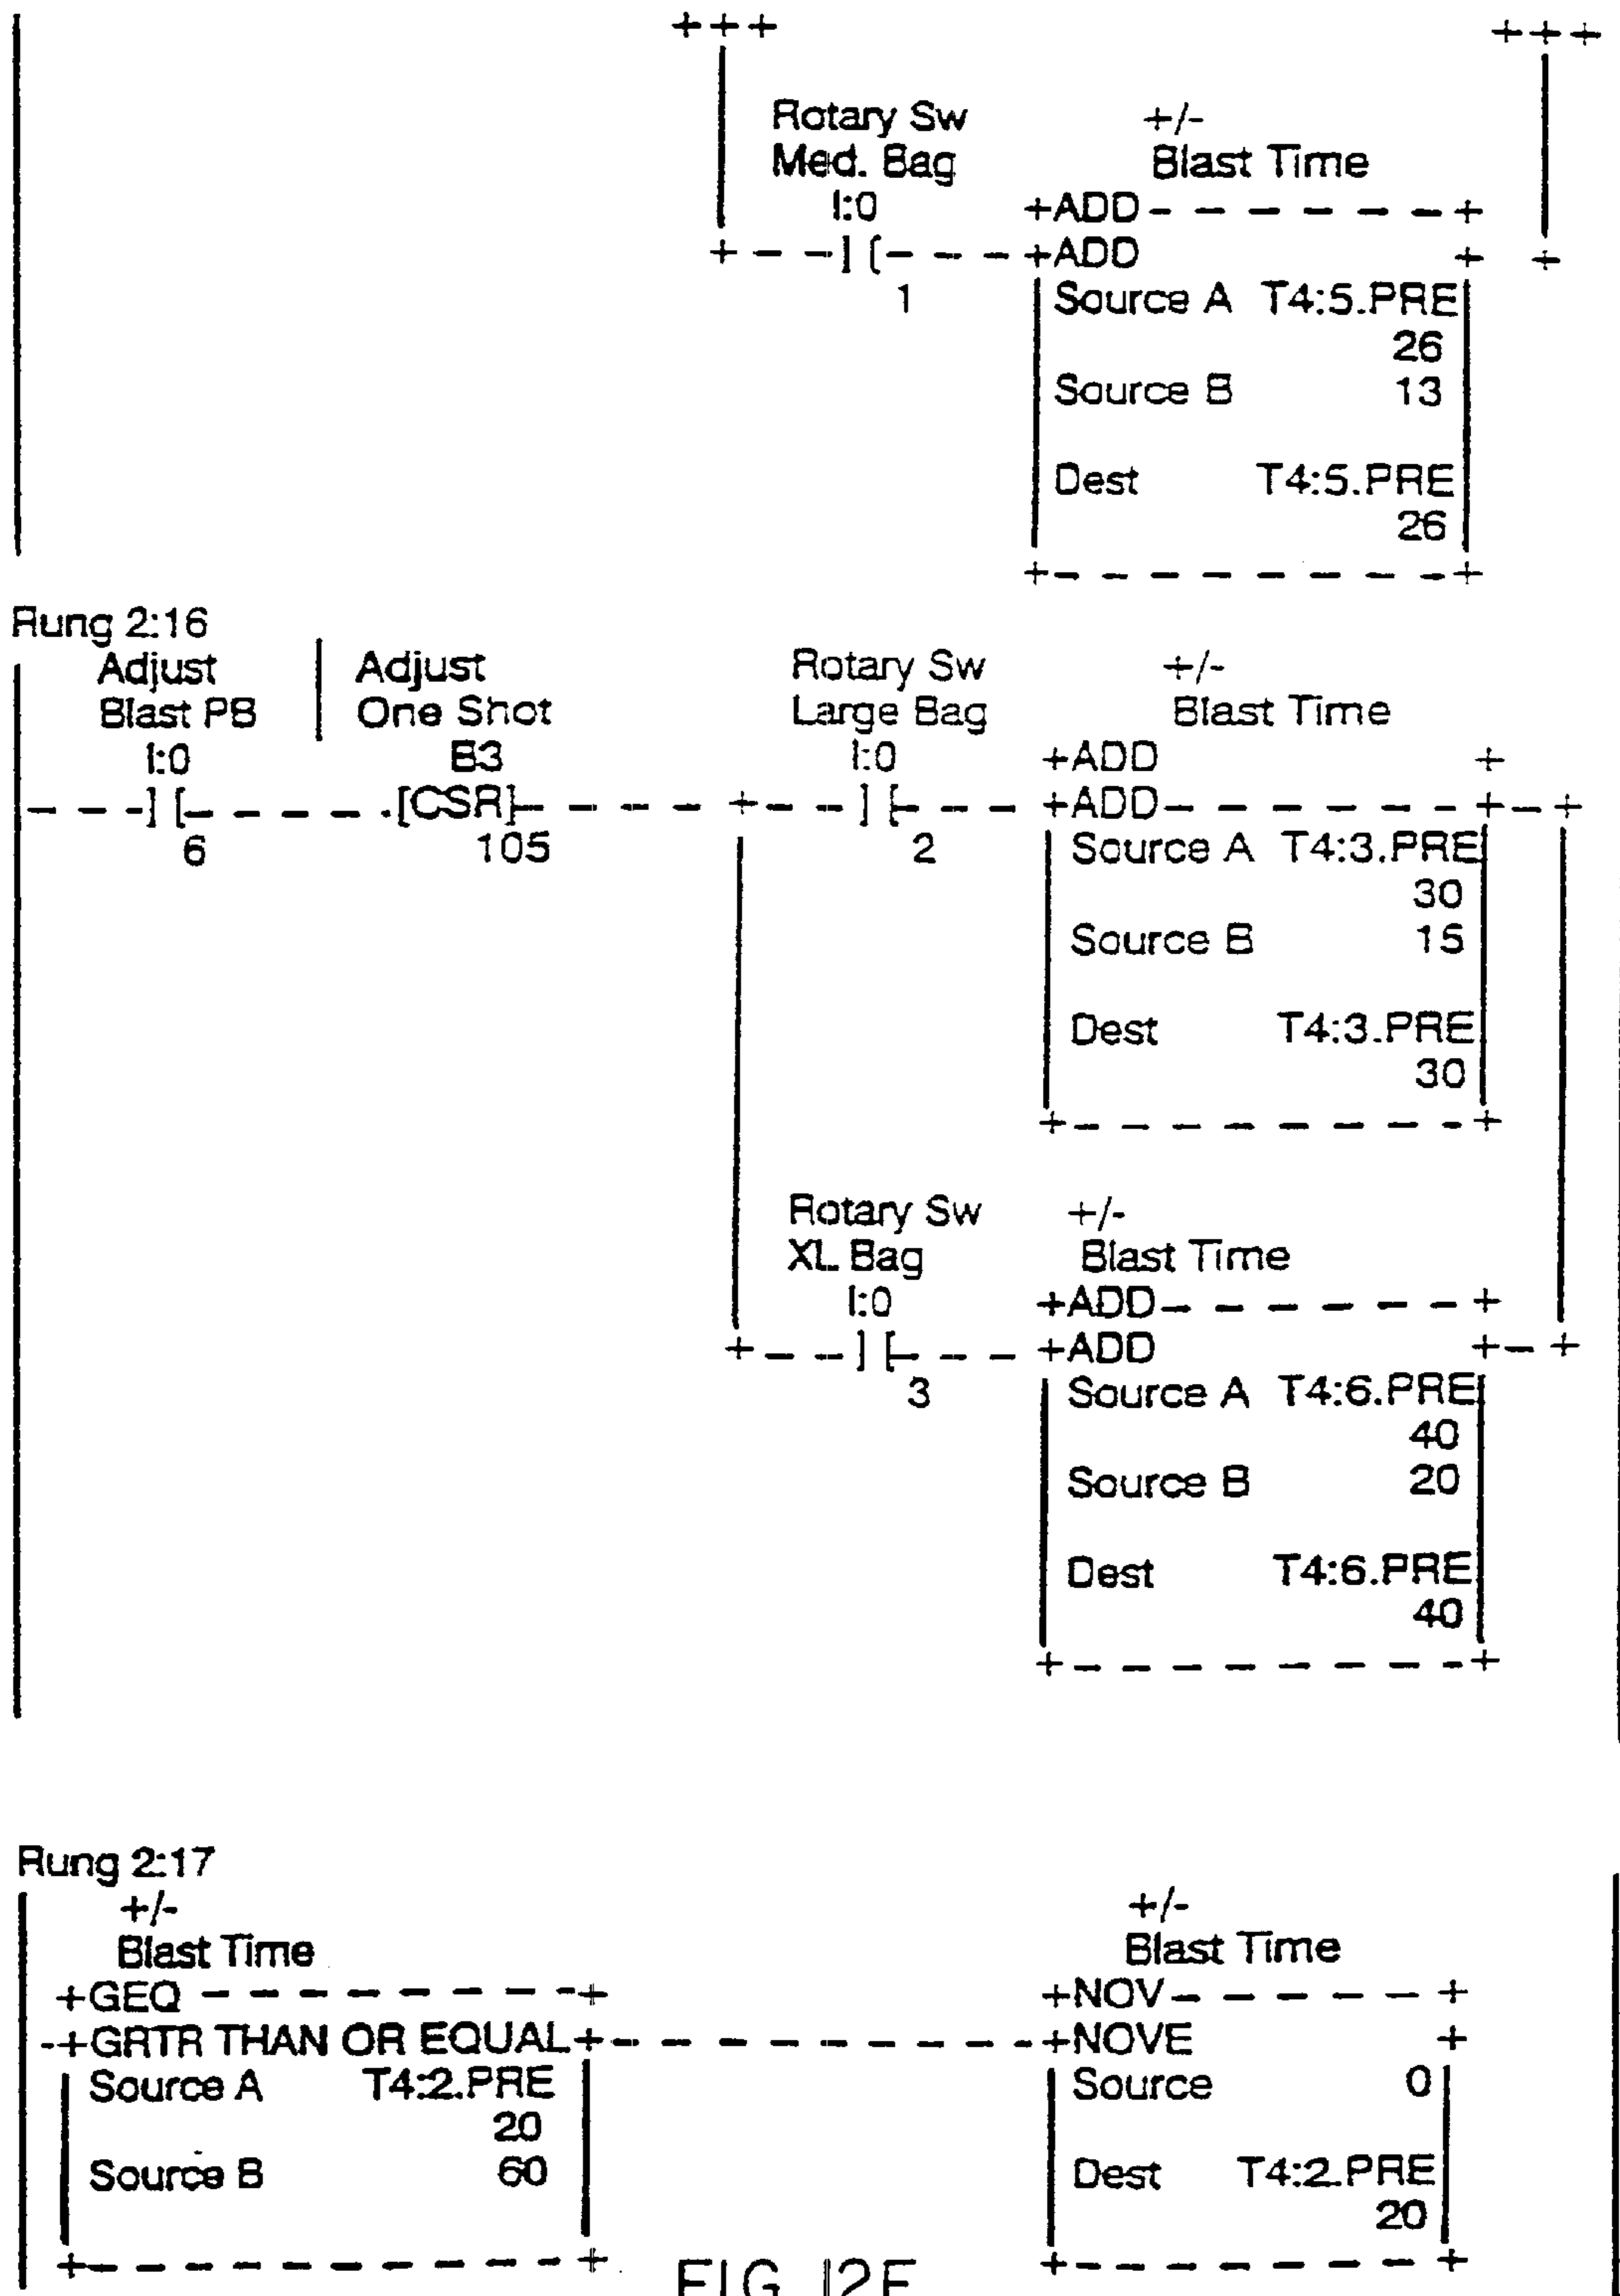 +++ +++
Rotary Sw +/-
Med. Bag Blast Time
I:0 +ADD- - - - - - -+
+- - -] [- - - +ADD + +
1 Source A T4:5.PRE
26
Source B 13
Dest T4:5.PRE
26
+- - - - - - - -+
Rung 2:16
Adjust | Adjust Rotary Sw +/-
Blast PB | One Shot Large Bag Blast Time
I:0 B3 I:0 +ADD +
- - -] [- - - - -[CSR]- - - - +- - -] [- - - +ADD- - - - - - -+-+
6 105 2 Source A T4:3.PRE
30
Source B 15
Dest T4:3.PRE
30
+- - - - - - - -+
Rotary Sw +/-
XL Bag Blast Time
I:0 +ADD- - - - - - -+
+- - -] [- - - +ADD +-+
3 Source A T4:6.PRE
40
Source B 20
Dest T4:6.PRE
40
+- - - - - - - -+
Rung 2:17
+/- +/-
Blast Time Blast Time
+GEQ - - - - - - - -+ +NOV- - - - - -+
-+GRTR THAN OR EQUAL+- - - - - - - - -+NOVE +
Source A T4:2.PRE Source 0
20
Source B 60 Dest T4:2.PRE
20
+- - - - - - - - -+ +- - - - - - - -+
FIG. 12E